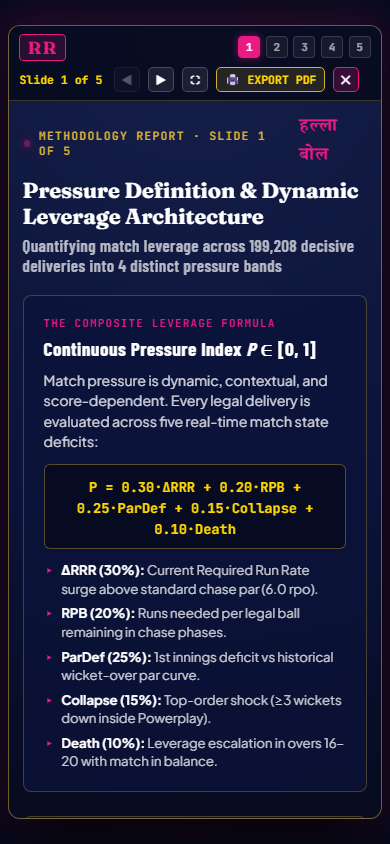 RR
1 2 3 4 5
Slide 1 of 5 ◀ ▶ EXPORT PDF ✕
METHODOLOGY REPORT · SLIDE 1
OF 5
हल्ला
बोल
Pressure Definition & Dynamic
Leverage Architecture
Quantifying match leverage across 199,208 decisive
deliveries into 4 distinct pressure bands
THE COMPOSITE LEVERAGE FORMULA
Continuous Pressure Index P ∈ [0, 1]
Match pressure is dynamic, contextual, and
score-dependent. Every legal delivery is
evaluated across five real-time match state
deficits:
P = 0.30·ΔRRR + 0.20·RPB +
0.25·ParDef + 0.15·Collapse +
0.10·Death
▸ ΔRRR (30%): Current Required Run Rate
surge above standard chase par (6.0 rpo).
▸ RPB (20%): Runs needed per legal ball
remaining in chase phases.
▸ ParDef (25%): 1st innings deficit vs historical
wicket-over par curve.
▸ Collapse (15%): Top-order shock (≥3 wickets
down inside Powerplay).
▸ Death (10%): Leverage escalation in overs 16–
20 with match in balance.